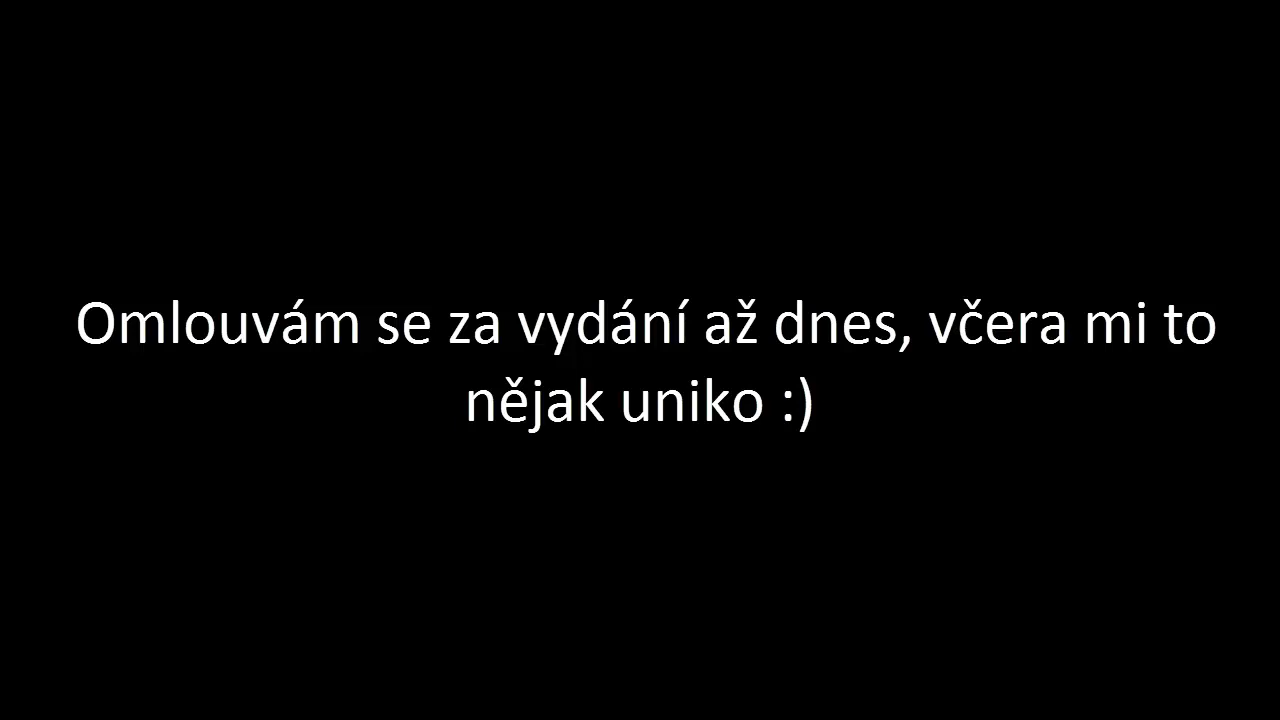 Omlouvám se za vydání až dnes, včera mi to
nějak uniko :)